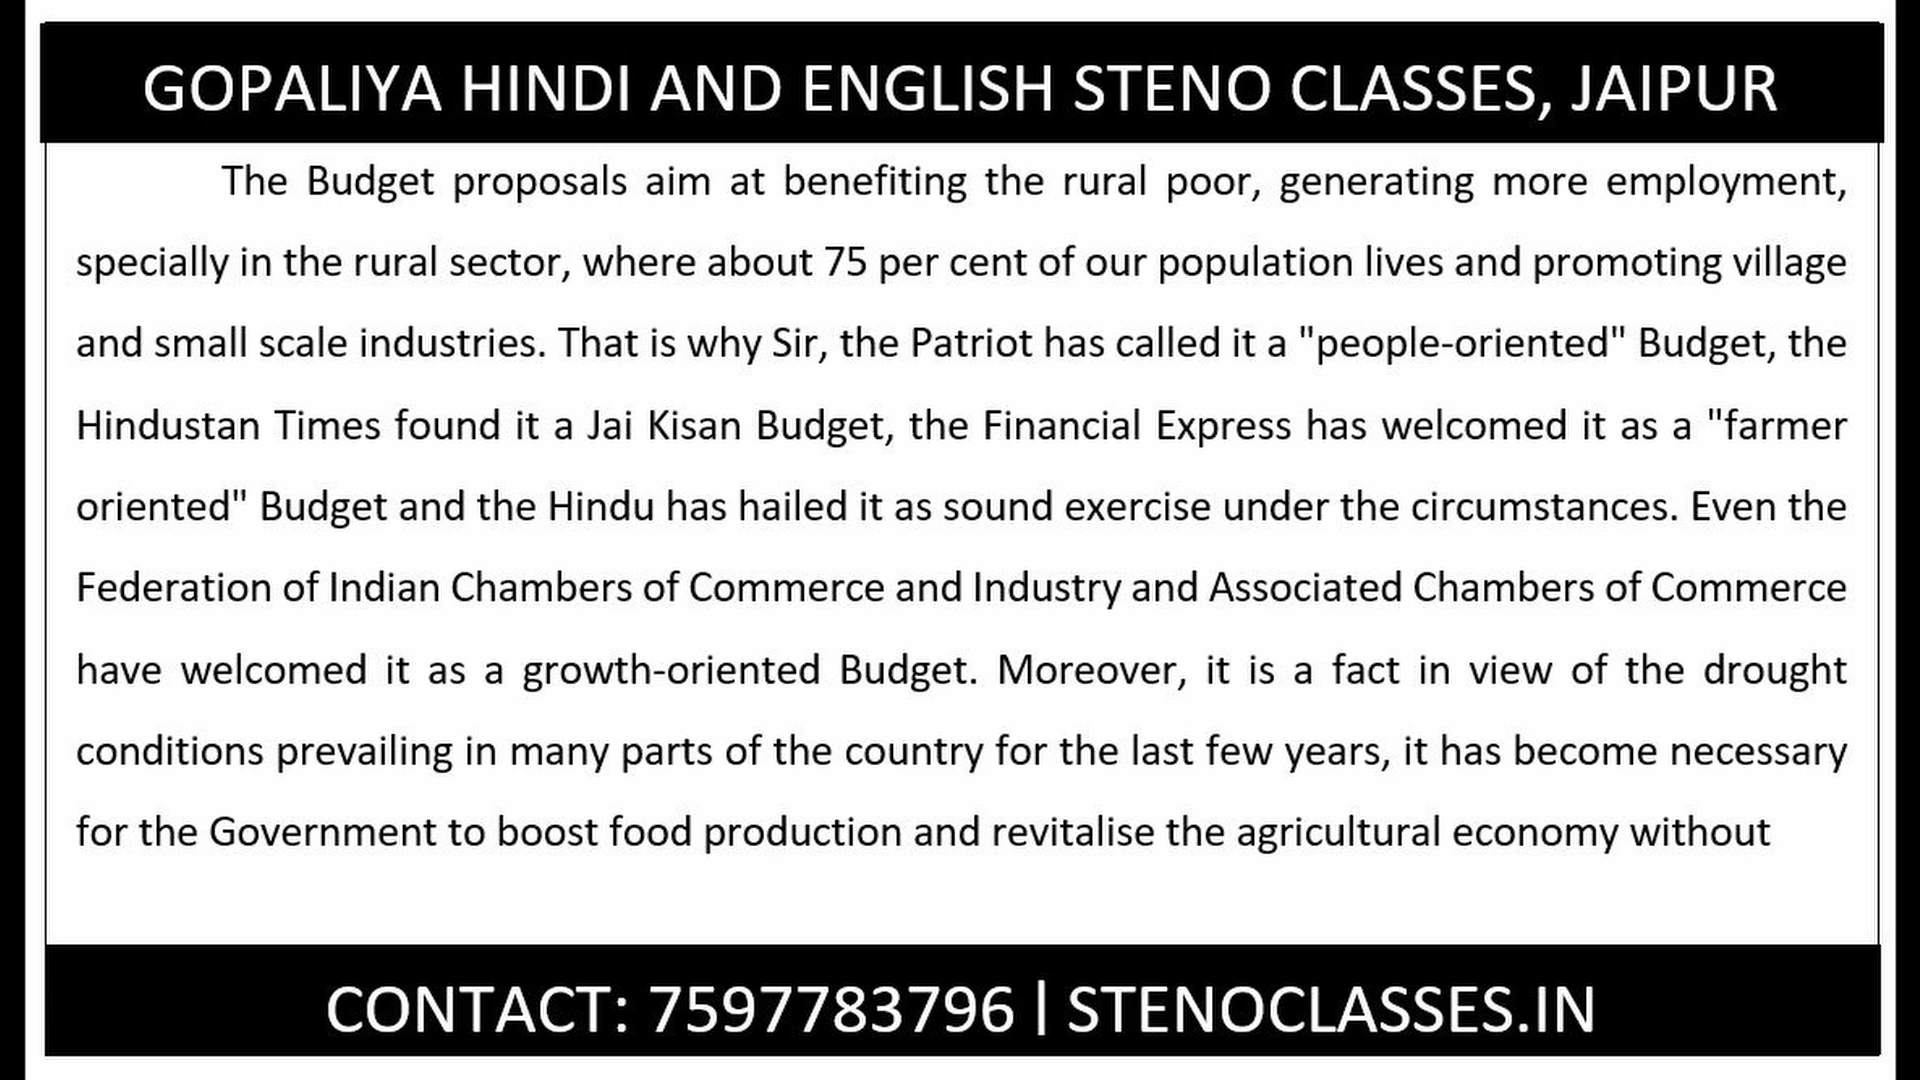 GOPALIYA HINDI AND ENGLISH STENO CLASSES, JAIPUR
The Budget proposals aim at benefiting the rural poor, generating more employment,
specially in the rural sector, where about 75 per cent of our population lives and promoting village
and small scale industries. That is why Sir, the Patriot has called it a "people-oriented" Budget, the
Hindustan Times found it a Jai Kisan Budget, the Financial Express has welcomed it as a "farmer
oriented" Budget and the Hindu has hailed it as sound exercise under the circumstances. Even the
Federation of Indian Chambers of Commerce and Industry and Associated Chambers of Commerce
have welcomed it as a growth-oriented Budget. Moreover, it is a fact in view of the drought
conditions prevailing in many parts of the country for the last few years, it has become necessary
for the Government to boost food production and revitalise the agricultural economy without
CONTACT: 7597783796 | STENOCLASSES.IN